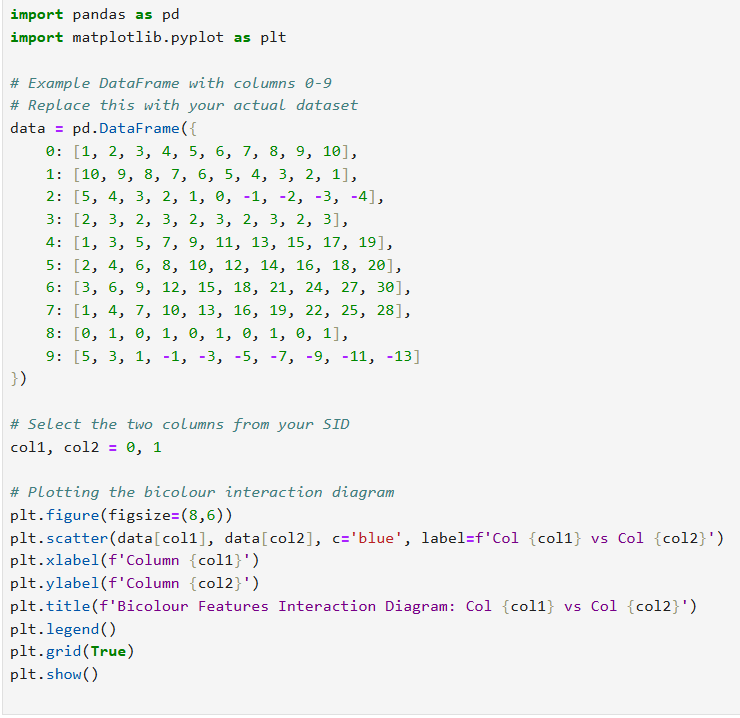 import pandas as pd
import matplotlib.pyplot as plt

# Example DataFrame with columns 0-9
# Replace this with your actual dataset
data = pd.DataFrame({
    0: [1, 2, 3, 4, 5, 6, 7, 8, 9, 10],
    1: [10, 9, 8, 7, 6, 5, 4, 3, 2, 1],
    2: [5, 4, 3, 2, 1, 0, -1, -2, -3, -4],
    3: [2, 3, 2, 3, 2, 3, 2, 3, 2, 3],
    4: [1, 3, 5, 7, 9, 11, 13, 15, 17, 19],
    5: [2, 4, 6, 8, 10, 12, 14, 16, 18, 20],
    6: [3, 6, 9, 12, 15, 18, 21, 24, 27, 30],
    7: [1, 4, 7, 10, 13, 16, 19, 22, 25, 28],
    8: [0, 1, 0, 1, 0, 1, 0, 1, 0, 1],
    9: [5, 3, 1, -1, -3, -5, -7, -9, -11, -13]
})

# Select the two columns from your SID
col1, col2 = 0, 1

# Plotting the bicolour interaction diagram
plt.figure(figsize=(8,6))
plt.scatter(data[col1], data[col2], c='blue', label=f'Col {col1} vs Col {col2}')
plt.xlabel(f'Column {col1}')
plt.ylabel(f'Column {col2}')
plt.title(f'Bicolour Features Interaction Diagram: Col {col1} vs Col {col2}')
plt.legend()
plt.grid(True)
plt.show()